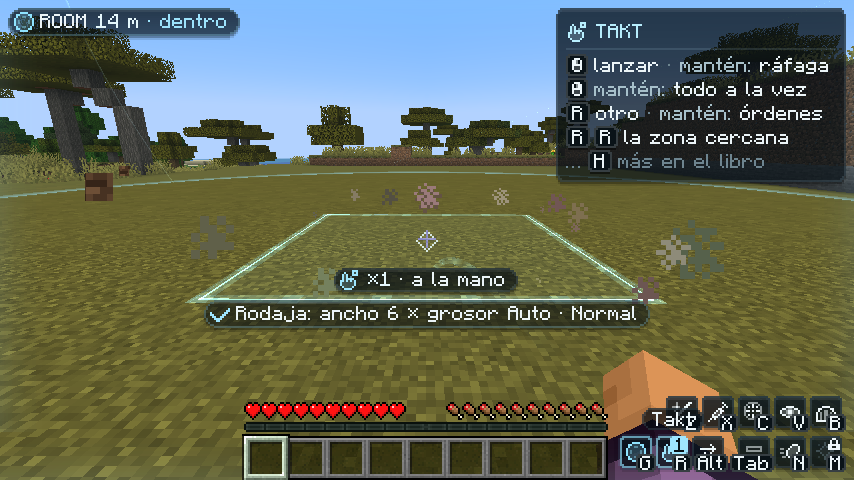 ROOM 14 m · dentro
TAKT
lanzar · mantén: ráfaga
mantén: todo a la vez
R otro · mantén: órdenes
R R la zona cercana
... H más en el libro
×1 · a la mano
Rodaja: ancho 6 × grosor Auto · Normal
Takt Z X C V B
1
G R Alt Tab N M